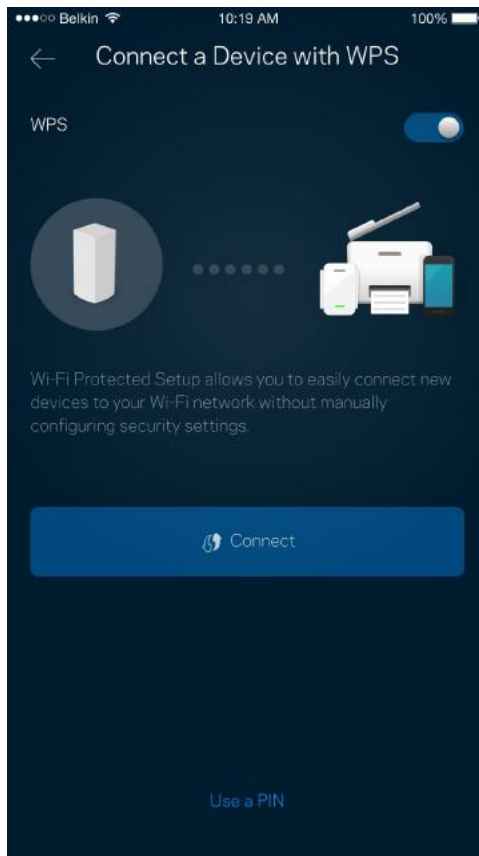 Belkin 10:19 AM 100%
Connect a Device with WPS
WPS
Wi-Fi Protected Setup allows you to easily connect new
devices to your Wi-Fi network without manually
configuring security settings.
Connect
Use a PIN